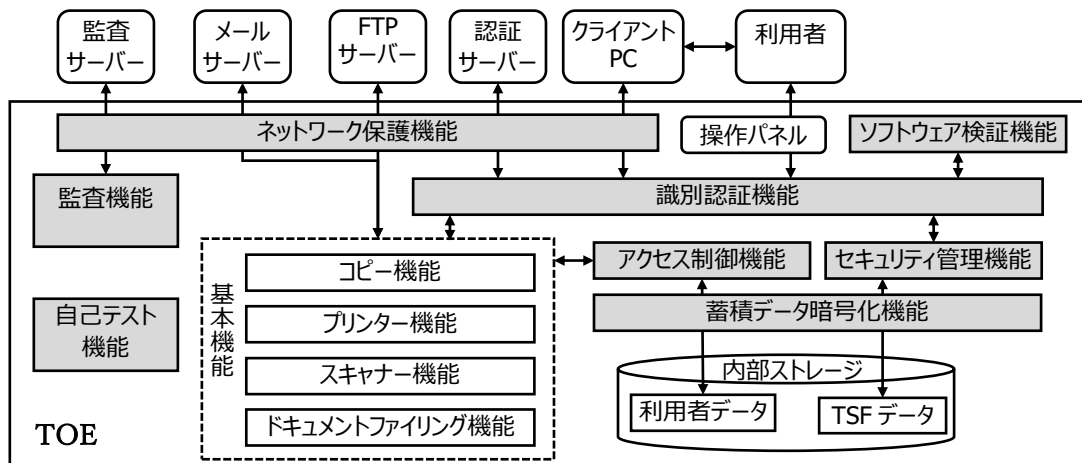 監査
サーバー
メール
サーバー
FTP
サーバー
認証
サーバー
クライアント
PC
利用者
ネットワーク保護機能
操作パネル
ソフトウェア検証機能
監査機能
識別認証機能
基本機能
コピー機能
プリンター機能
スキャナー機能
ドキュメントファイリング機能
アクセス制御機能
セキュリティ管理機能
自己テスト
機能
蓄積データ暗号化機能
内部ストレージ
利用者データ
TSF データ
TOE